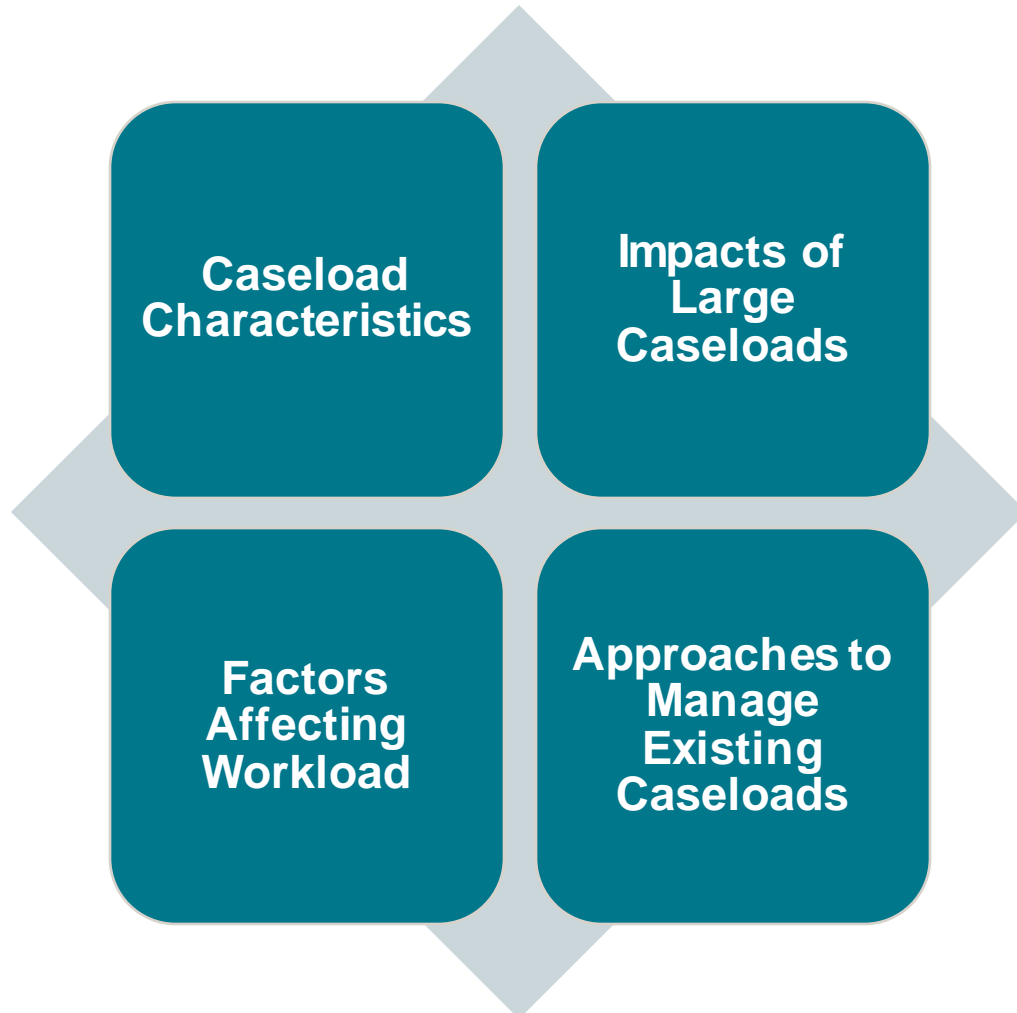 Caseload
Characteristics
Impacts of
Large
Caseloads
Factors
Affecting
Workload
Approaches to
Manage
Existing
Caseloads